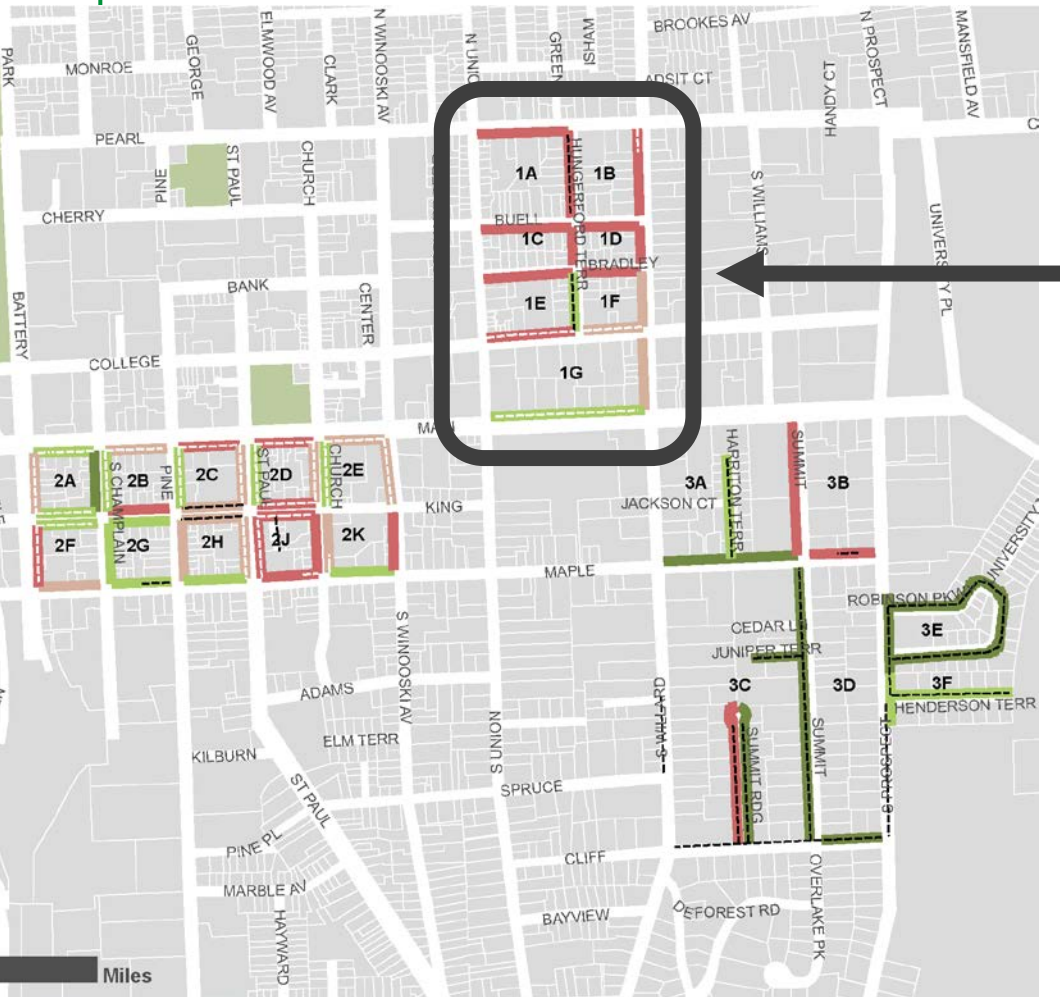 BROOKES AV
N PROSPECT
MANSFIELD AV
PARK
MONROE
GEORGE
ELMWOOD AV
CLARK
N WINOOSKI AV
GREEN
ISHAM
ADSIT CT
HANDY CT
PEARL
PINE
ST PAUL
CHURCH
HUNGERFORD TERR
1A
1B
S WILLIAMS
CHERRY
BUELL
1C
1D
BRADLEY
UNIVERSITY PL
BATTERY
BANK
CENTER
1E
1F
COLLEGE
1G
MAIN
2A
S CHAMPLAIN
2B
PINE
2C
ST PAUL
2D
CHURCH
2E
KING
3A
HARRITON TERR
SUMMIT
3B
JACKSON CT
2F
2G
2H
2J
2K
MAPLE
ROBINSON PKWY
UNIVERSITY
3E
S WINOOSKI AV
CEDAR LN
JUNIPER TERR
3C
3D
3F
HENDERSON TERR
ADAMS
S WILLARD
KILBURN
ELM TERR
S UNION
SUMMIT RDG
SUMMIT
S PROSPECT
ST PAUL
SPRUCE
PINE PL
CLIFF
MARBLE AV
HAYWARD
BAYVIEW
DEFOREST RD
OVERLAKE PK
Miles